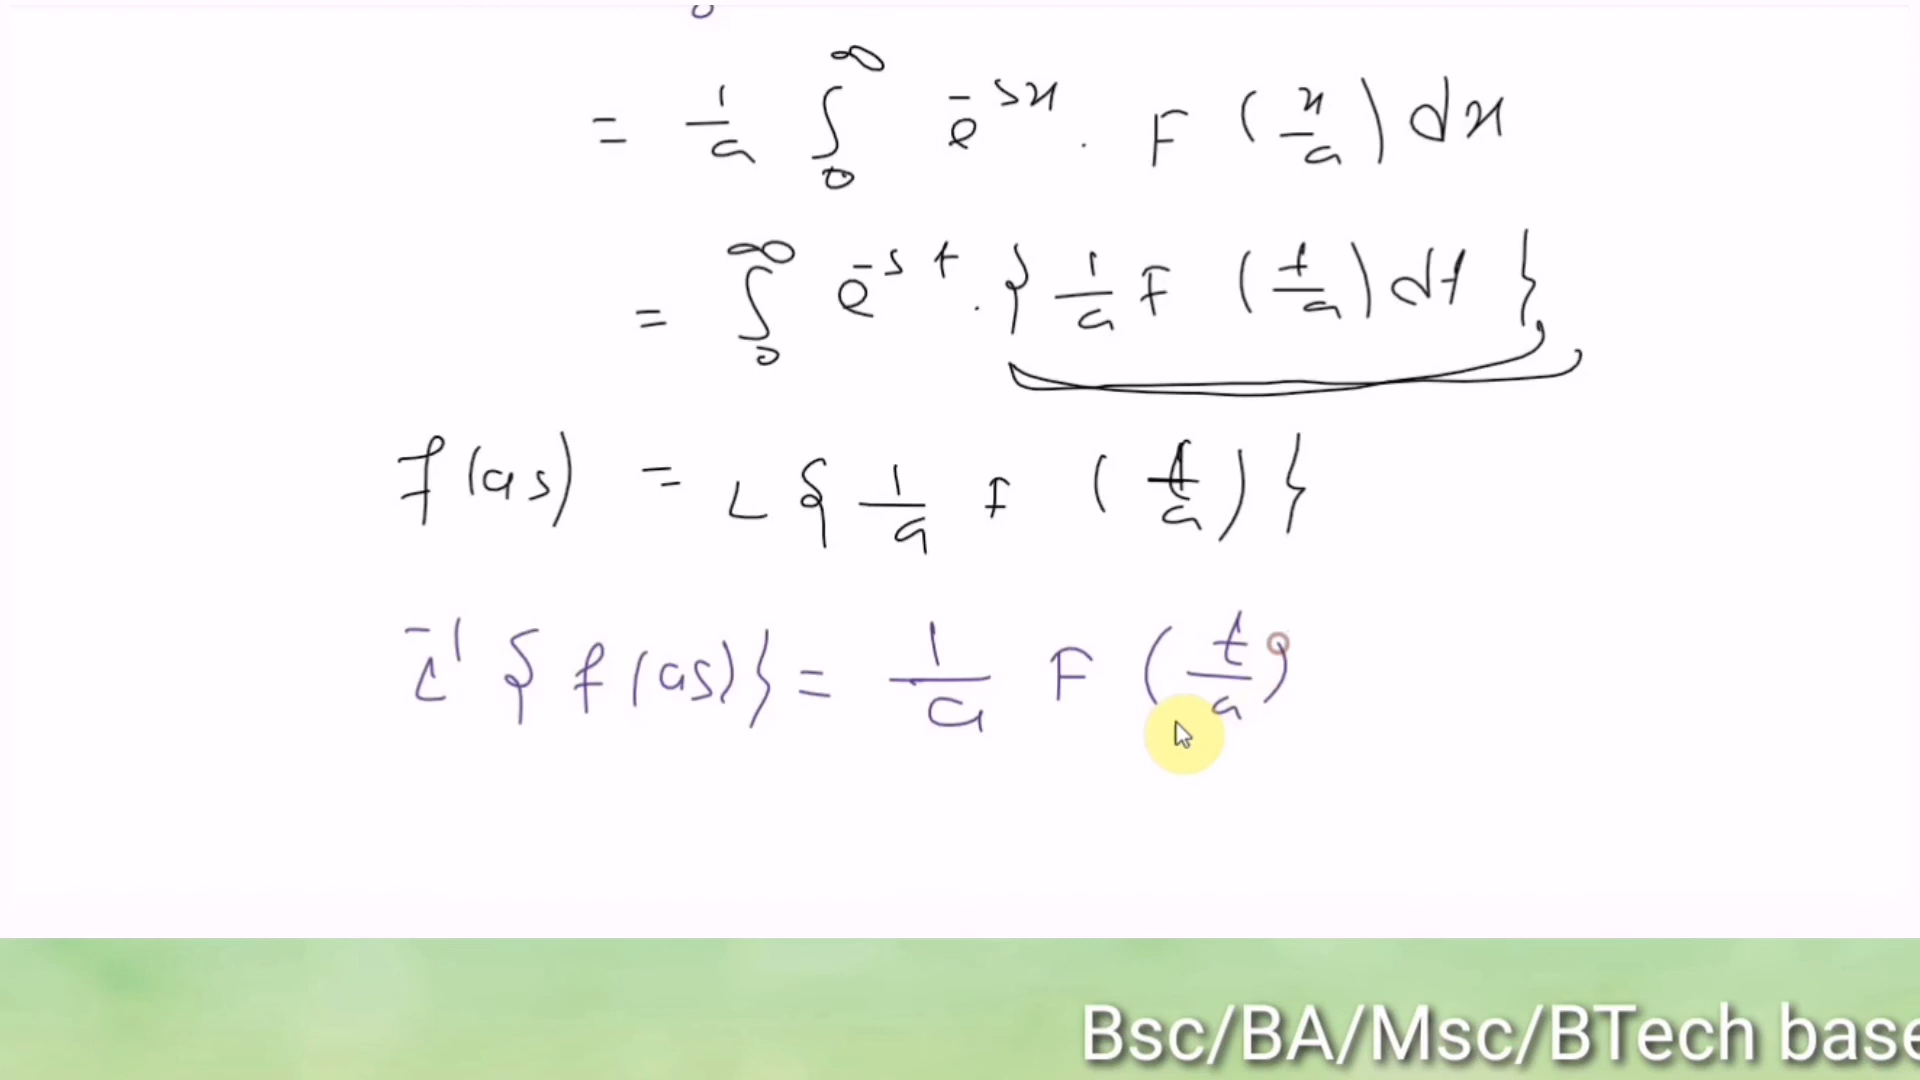 = 1/a ∫₀^∞ e^-sx . F (x/a) dx
= ∫₀^∞ e^-st . { 1/a F (t/a) dt }
f(as) = L { 1/a F (t/a) }
L^-1 { f(as) } = 1/a F (t/a)
Bsc/BA/Msc/BTech base